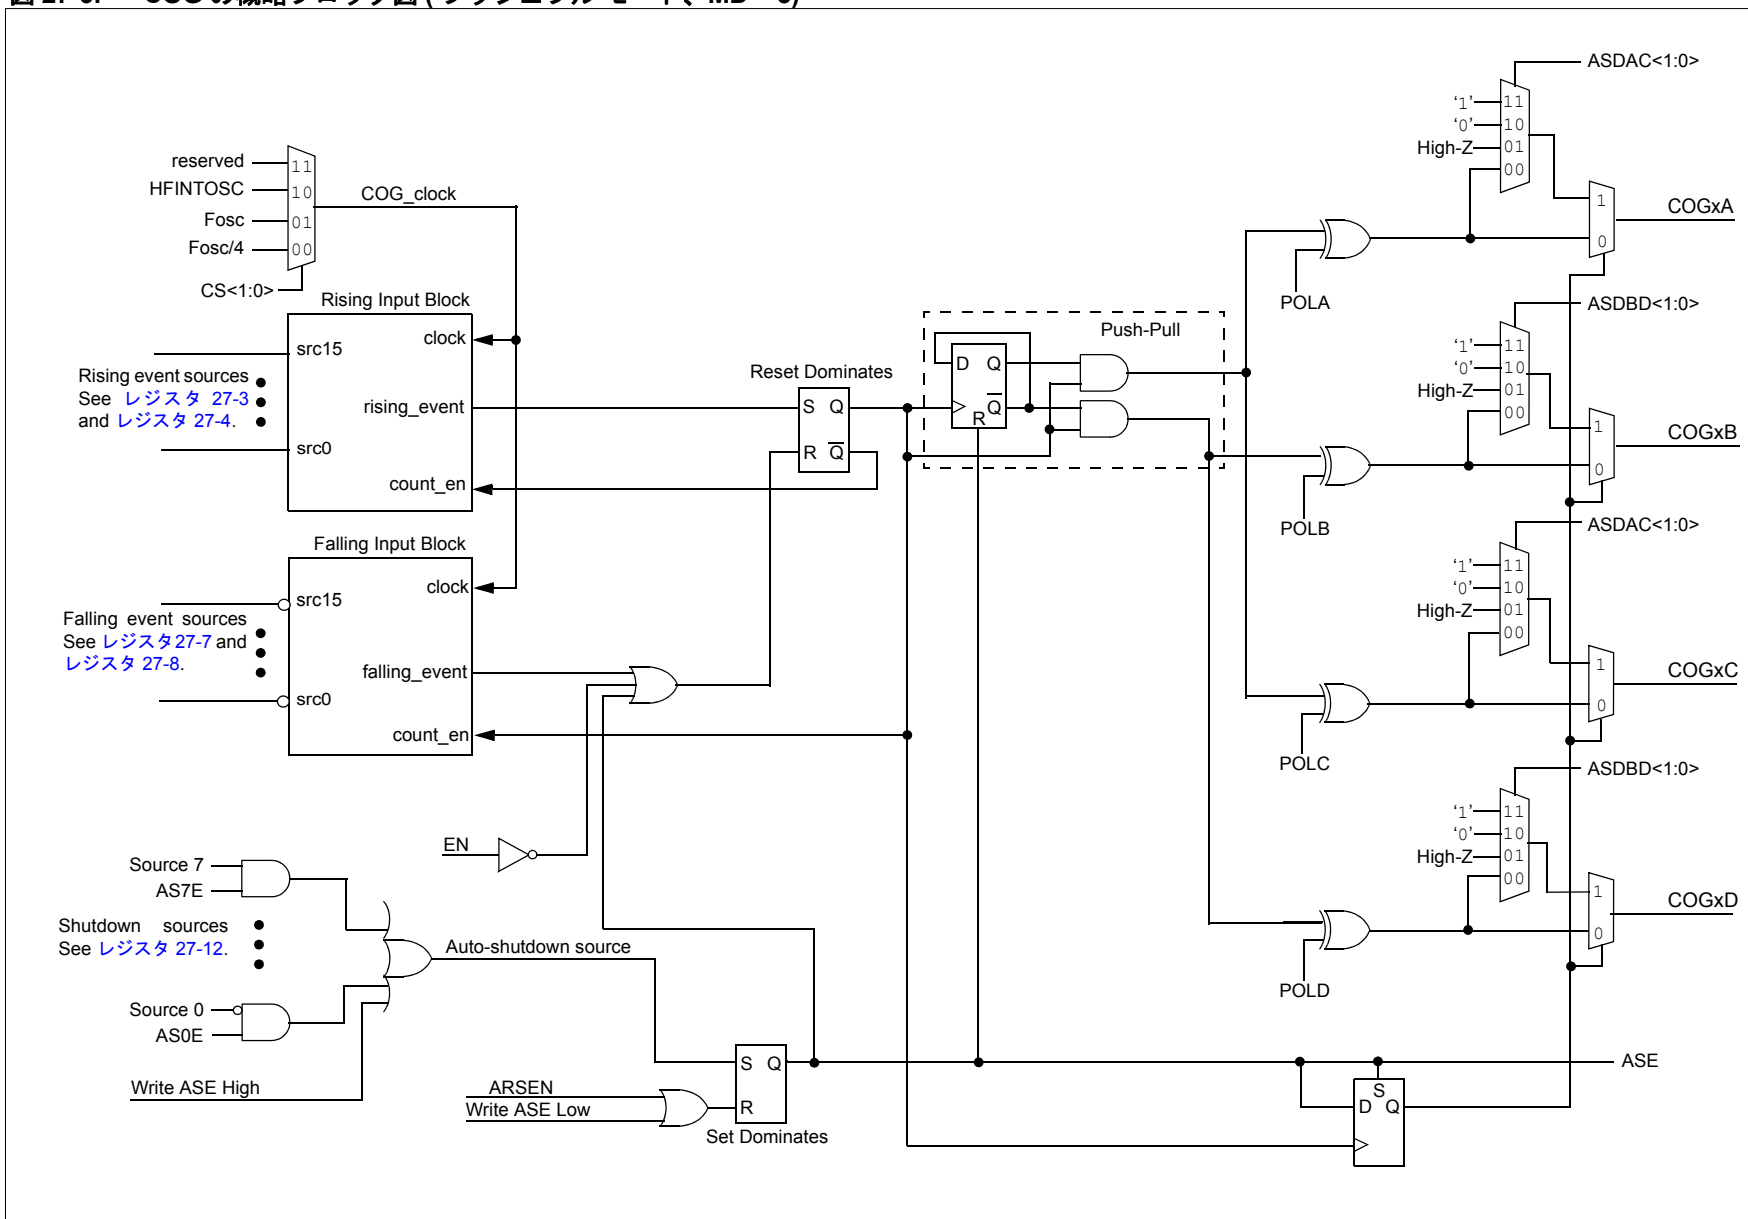 reserved
HFINTOSC
Fosc
Fosc/4
11
10
01
00
CS<1:0>
COG_clock
Rising Input Block
clock
src15
Rising event sources
See レジスタ 27-3
and レジスタ 27-4.
rising_event
src0
count_en
Falling Input Block
clock
src15
Falling event sources
See レジスタ27-7 and
レジスタ 27-8.
falling_event
src0
count_en
EN
Source 7
AS7E
Shutdown sources
See レジスタ 27-12.
Source 0
AS0E
Write ASE High
Auto-shutdown source
ARSEN
Write ASE Low
S Q
R
Set Dominates
Reset Dominates
S Q
R Q
Push-Pull
D Q
Q
R
POLA
POLB
POLC
POLD
ASDAC<1:0>
'1' 11
'0' 10
High-Z 01
00
1
0
COGxA
ASDBD<1:0>
'1' 11
'0' 10
High-Z 01
00
1
0
COGxB
ASDAC<1:0>
'1' 11
'0' 10
High-Z 01
00
1
0
COGxC
ASDBD<1:0>
'1' 11
'0' 10
High-Z 01
00
1
0
COGxD
ASE
S
D Q